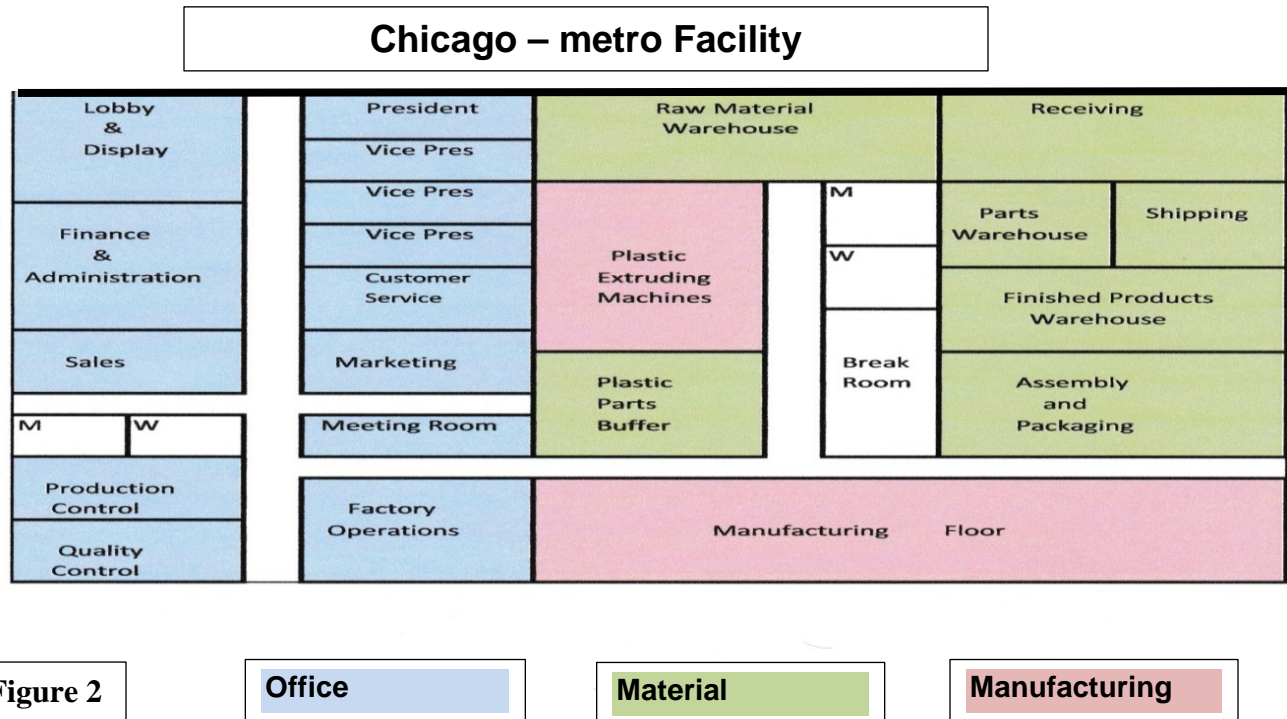 Chicago – metro Facility
Lobby
&
Display
President
Vice Pres
Vice Pres
Vice Pres
Customer
Service
Marketing
Meeting Room
Finance
&
Administration
Sales
M
W
Production
Control
Quality
Control
Factory
Operations
Raw Material
Warehouse
Receiving
Plastic
Extruding
Machines
M
W
Parts
Warehouse
Shipping
Finished Products
Warehouse
Plastic
Parts
Buffer
Break
Room
Assembly
and
Packaging
Manufacturing Floor
Figure 2
Office
Material
Manufacturing